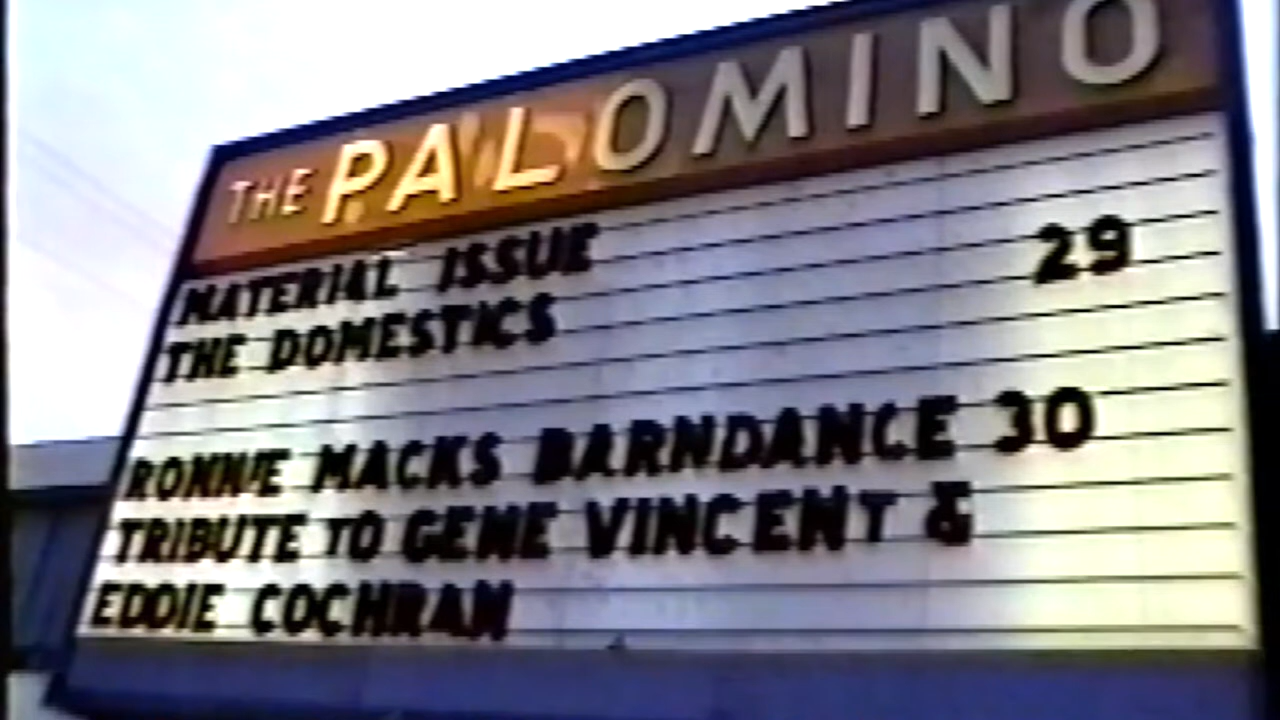 THE PALOMINO
MATERIAL ISSUE 29
THE DOMESTICS
RONNIE MACKS BARNDANCE 30
TRIBUTE TO GENE VINCENT &
EDDIE COCHRAN